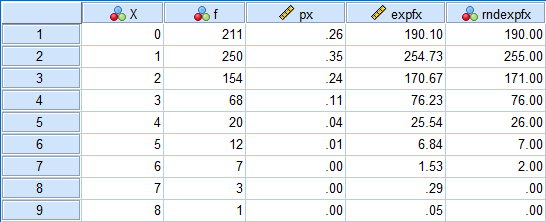 X f px expfx rndexpfx
1 0 211 .26 190.10 190.00
2 1 250 .35 254.73 255.00
3 2 154 .24 170.67 171.00
4 3 68 .11 76.23 76.00
5 4 20 .04 25.54 26.00
6 5 12 .01 6.84 7.00
7 6 7 .00 1.53 2.00
8 7 3 .00 .29 .00
9 8 1 .00 .05 .00